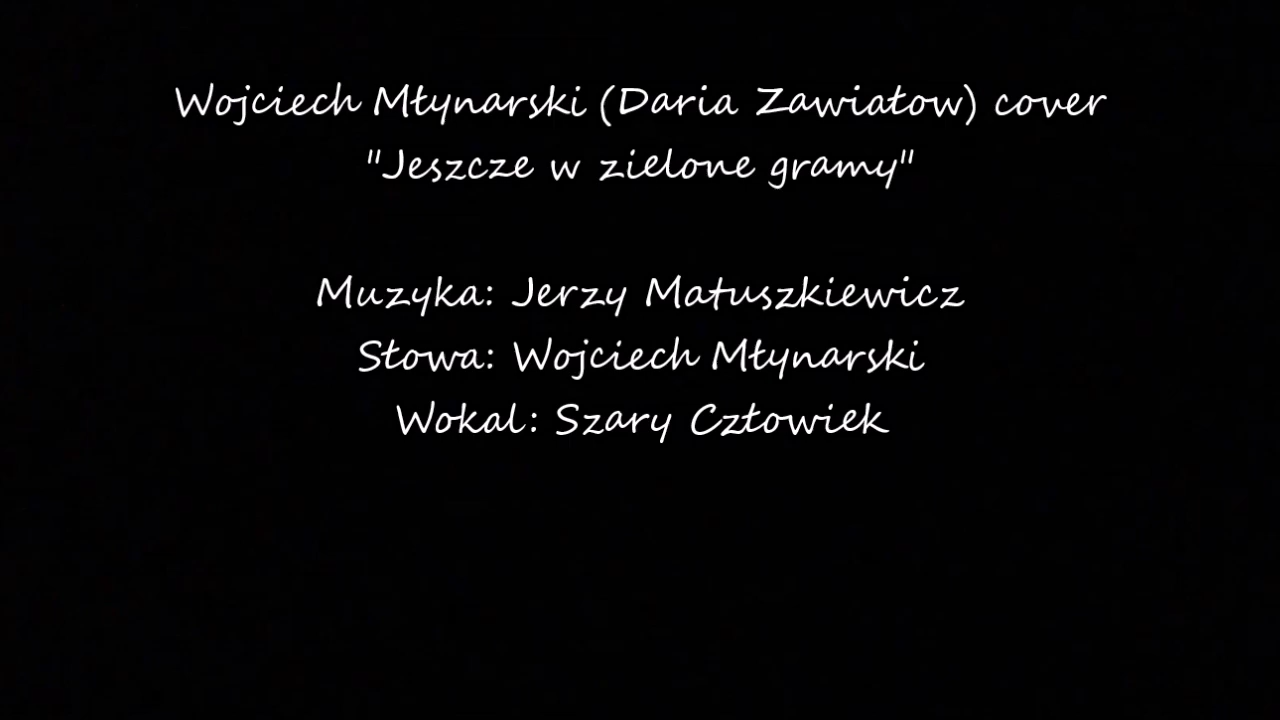 Wojciech Młynarski (Daria Zawiałow) cover
"Jeszcze w zielone gramy"
Muzyka: Jerzy Matuszkiewicz
Słowa: Wojciech Młynarski
Wokal: Szary Człowiek